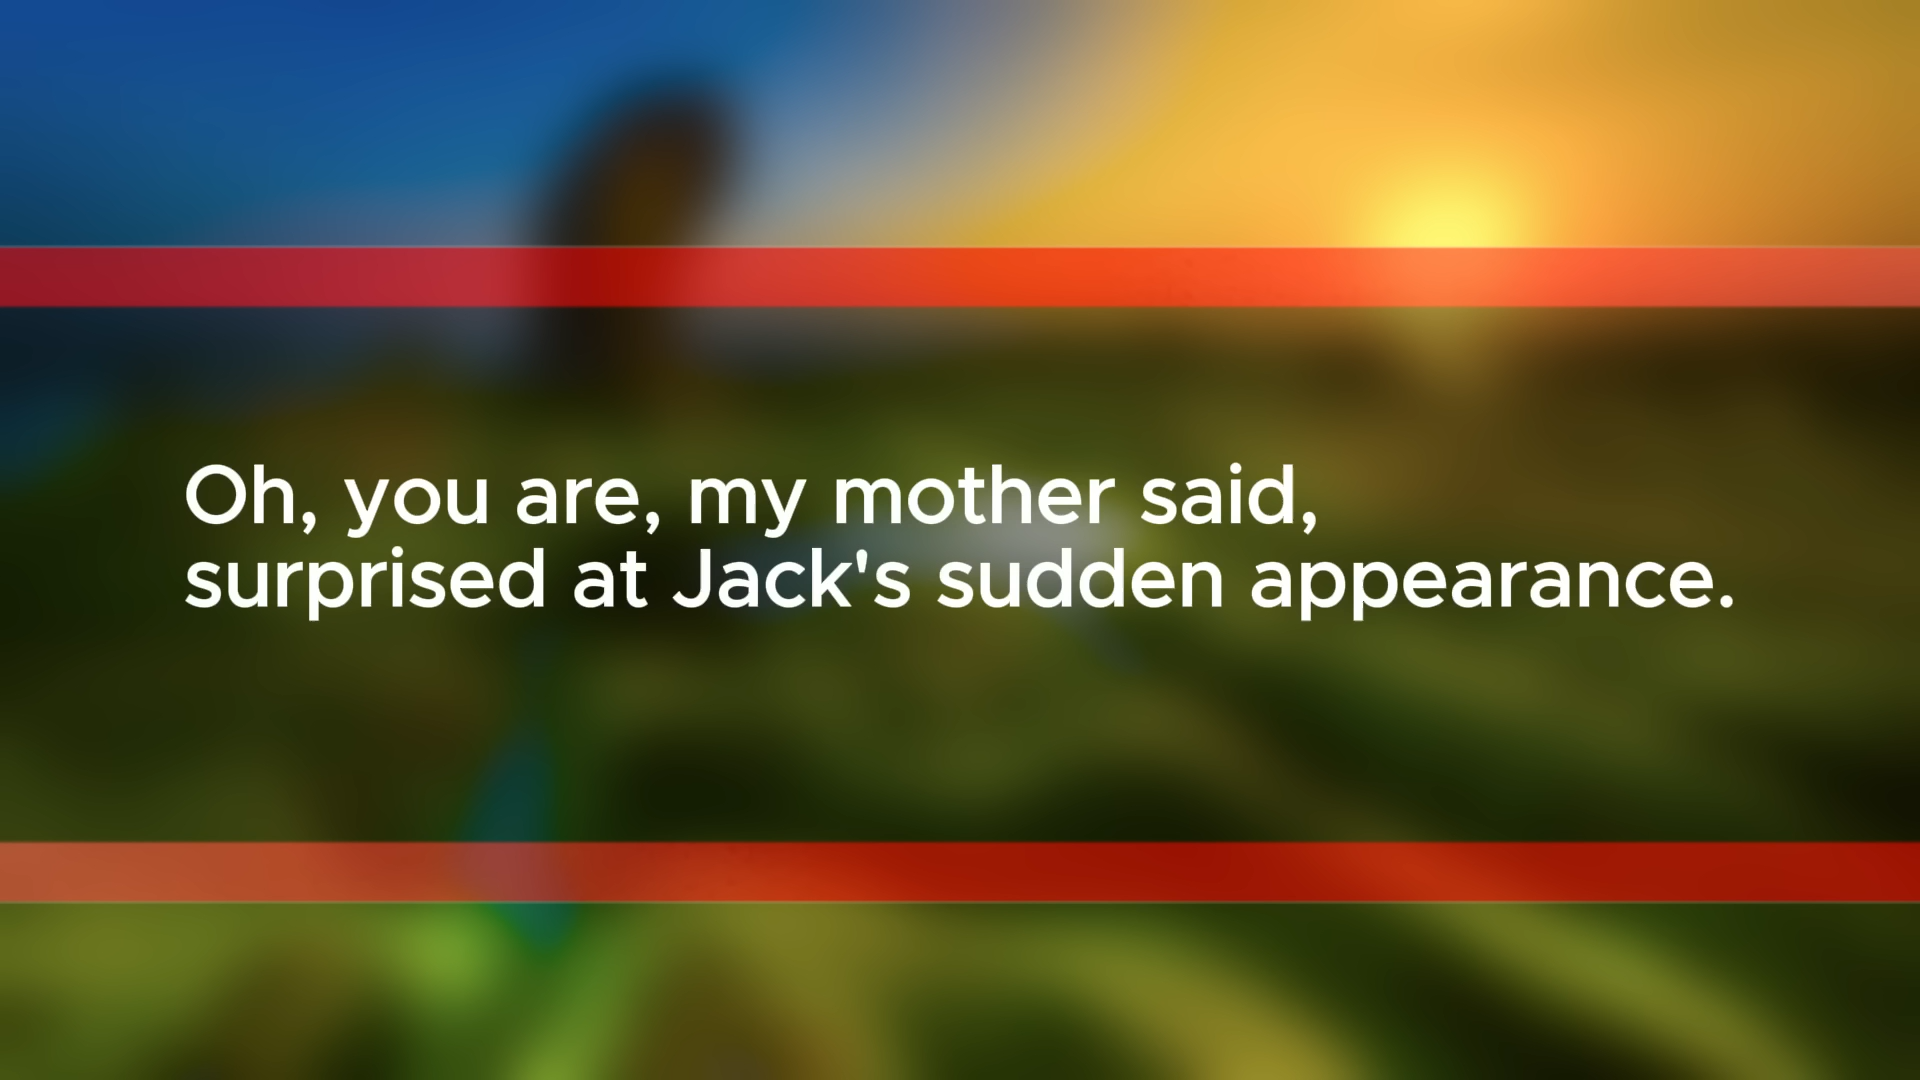 Oh, you are, my mother said,
surprised at Jack's sudden appearance.